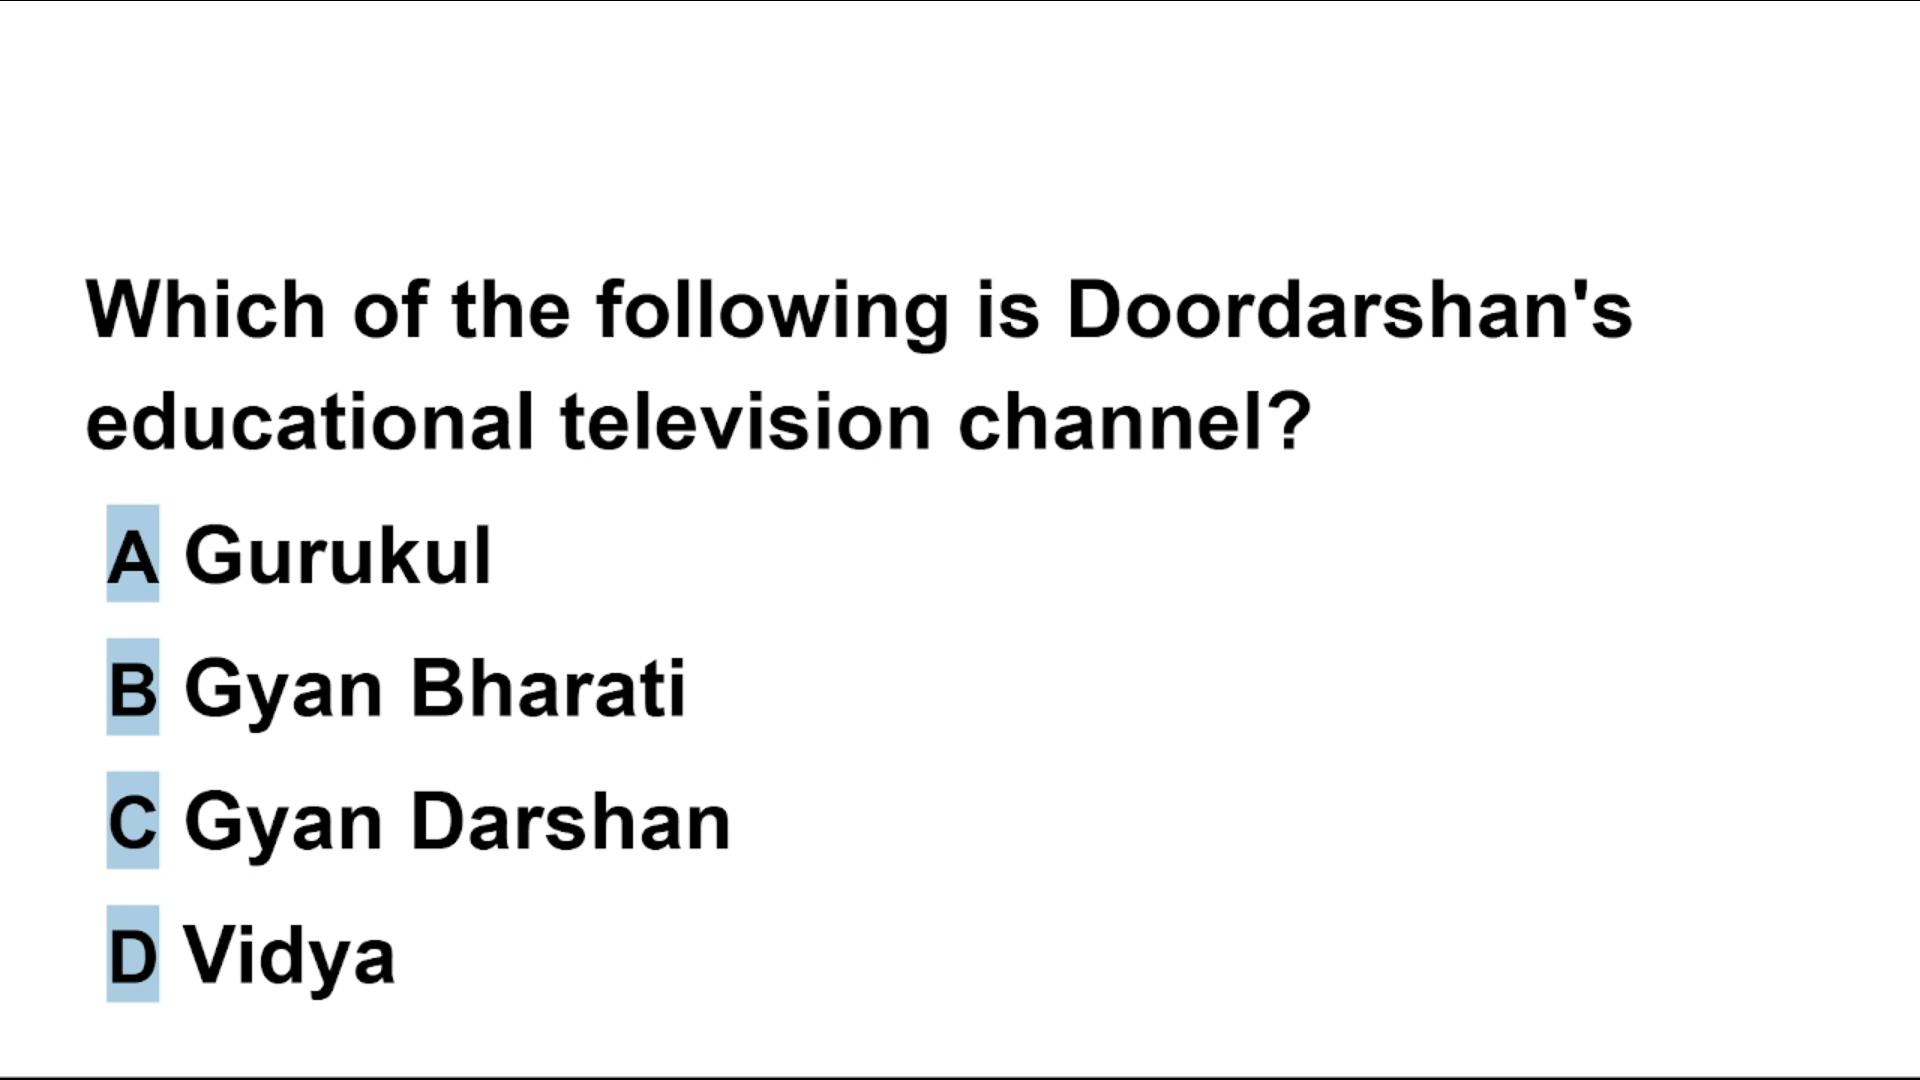 Which of the following is Doordarshan's
educational television channel?
A Gurukul
B Gyan Bharati
C Gyan Darshan
D Vidya